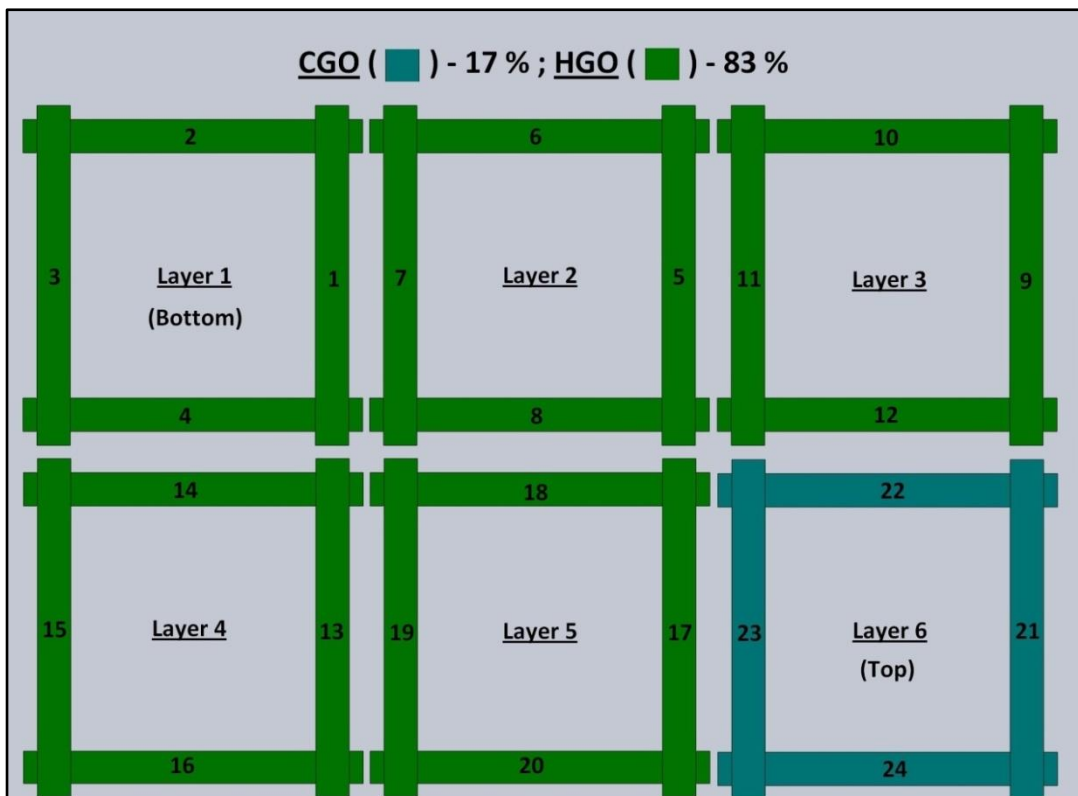 CGO ( ) - 17 % ; HGO ( ) - 83 %
2
6
10
3
Layer 1
(Bottom)
1
7
Layer 2
5
11
Layer 3
9
4
8
12
14
18
22
15
Layer 4
13
19
Layer 5
17
23
Layer 6
(Top)
21
16
20
24